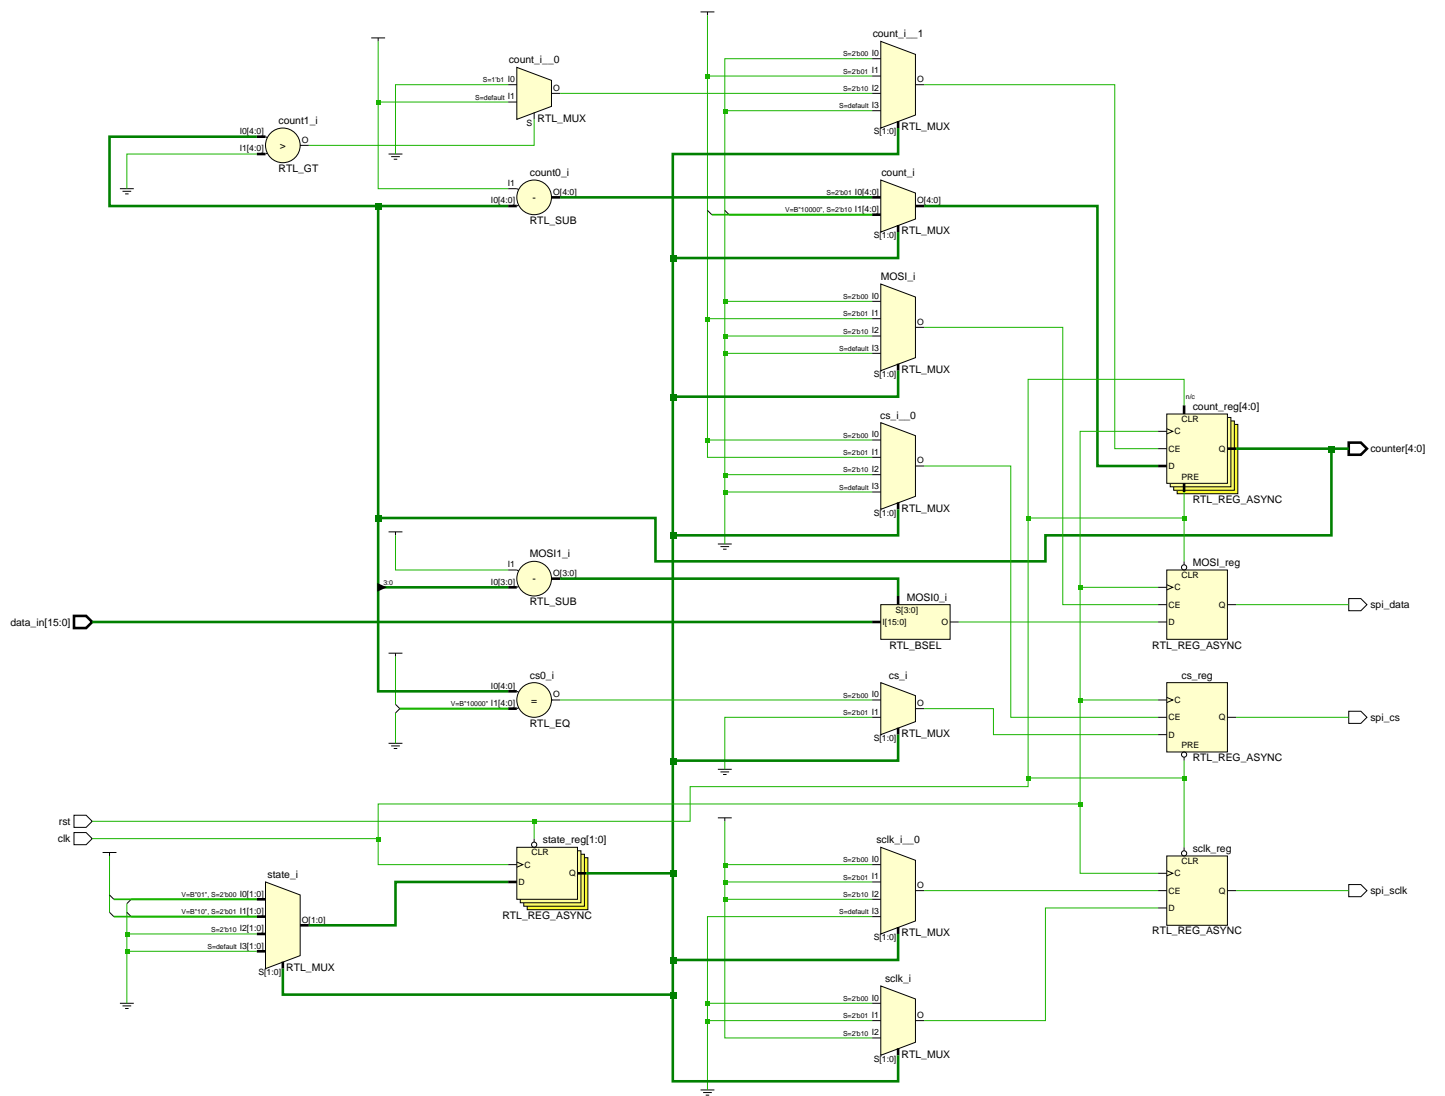 count_i__1
S=2'b00 I0
S=2'b01 I1
S=2'b10 I2
S=default I3
S[1:0]
O
RTL_MUX
count_i__0
S=1'b1 I0
S=default I1
S
O
RTL_MUX
count1_i
I0[4:0]
I1[4:0]
>
O
RTL_GT
count0_i
I1
I0[4:0]
-
O[4:0]
RTL_SUB
count_i
S=2'b01 I0[4:0]
V=B"10000", S=2'b10 I1[4:0]
S[1:0]
O[4:0]
RTL_MUX
MOSI_i
S=2'b00 I0
S=2'b01 I1
S=2'b10 I2
S=default I3
S[1:0]
O
RTL_MUX
cs_i__0
S=2'b00 I0
S=2'b01 I1
S=2'b10 I2
S=default I3
S[1:0]
O
RTL_MUX
n/c
count_reg[4:0]
CLR
C
CE
D
PRE
Q
RTL_REG_ASYNC
counter[4:0]
MOSI1_i
I1
3:0
I0[3:0]
-
O[3:0]
RTL_SUB
MOSI0_i
S[3:0]
I[15:0]
O
RTL_BSEL
data_in[15:0]
MOSI_reg
CLR
C
CE
D
Q
RTL_REG_ASYNC
spi_data
cs0_i
I0[4:0]
V=B"10000" I1[4:0]
=
O
RTL_EQ
cs_i
S=2'b00 I0
S=2'b01 I1
S[1:0]
O
RTL_MUX
cs_reg
C
CE
D
PRE
Q
RTL_REG_ASYNC
spi_cs
rst
clk
state_reg[1:0]
CLR
C
D
Q
RTL_REG_ASYNC
state_i
V=B"01", S=2'b00 I0[1:0]
V=B"10", S=2'b01 I1[1:0]
S=2'b10 I2[1:0]
S=default I3[1:0]
S[1:0]
O[1:0]
RTL_MUX
sclk_i__0
S=2'b00 I0
S=2'b01 I1
S=2'b10 I2
S=default I3
S[1:0]
O
RTL_MUX
sclk_reg
CLR
C
CE
D
Q
RTL_REG_ASYNC
spi_sclk
sclk_i
S=2'b00 I0
S=2'b01 I1
S=2'b10 I2
S[1:0]
O
RTL_MUX